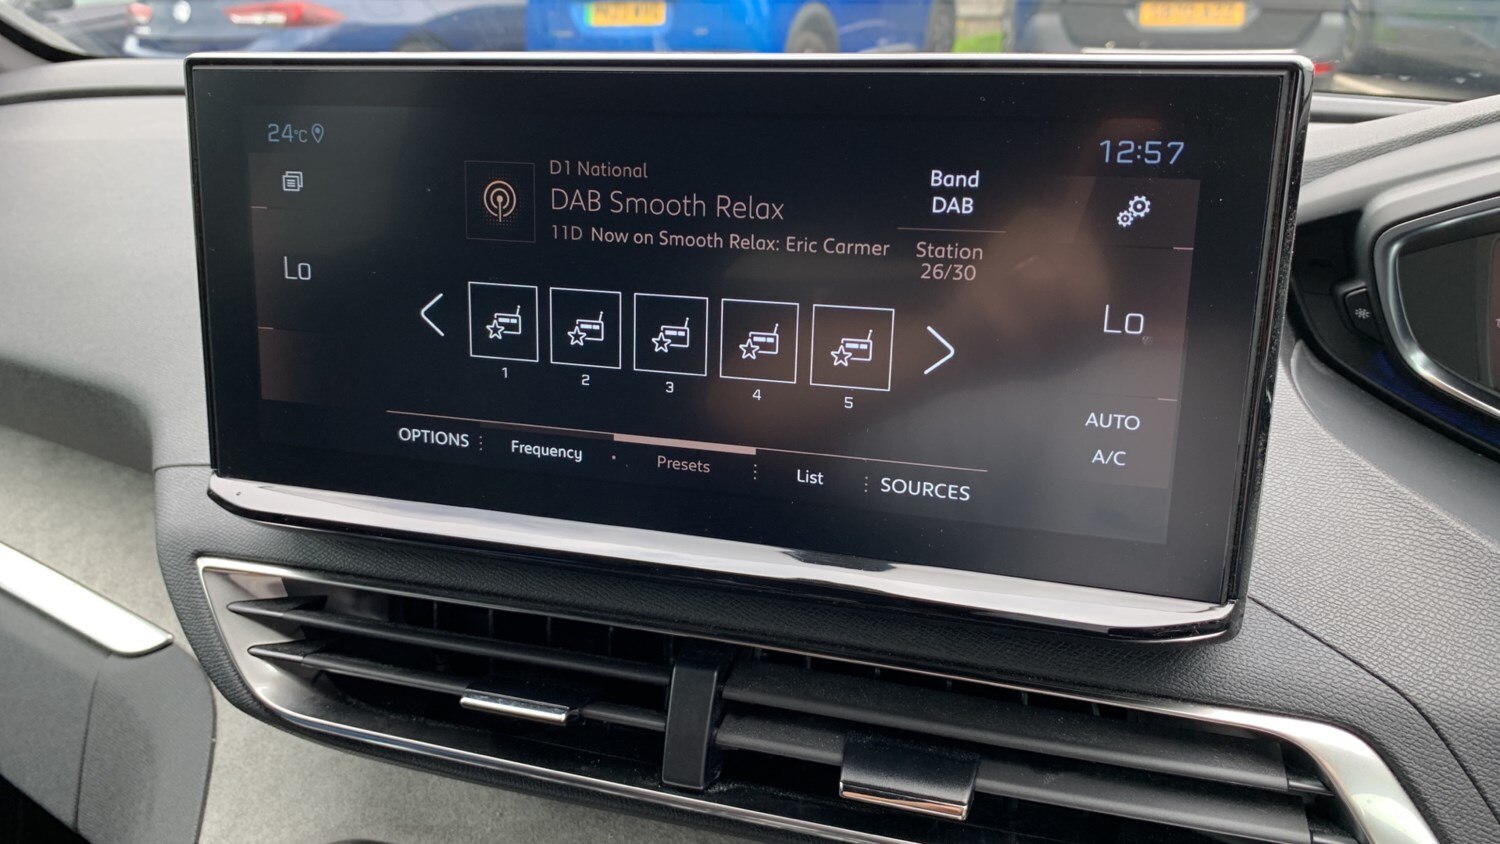 24°C
12:57
D1 National
DAB Smooth Relax
11D Now on Smooth Relax: Eric Carmer
Band
DAB
Station
26/30
Lo
Lo
1 2 3 4 5
AUTO
A/C
OPTIONS Frequency Presets List SOURCES